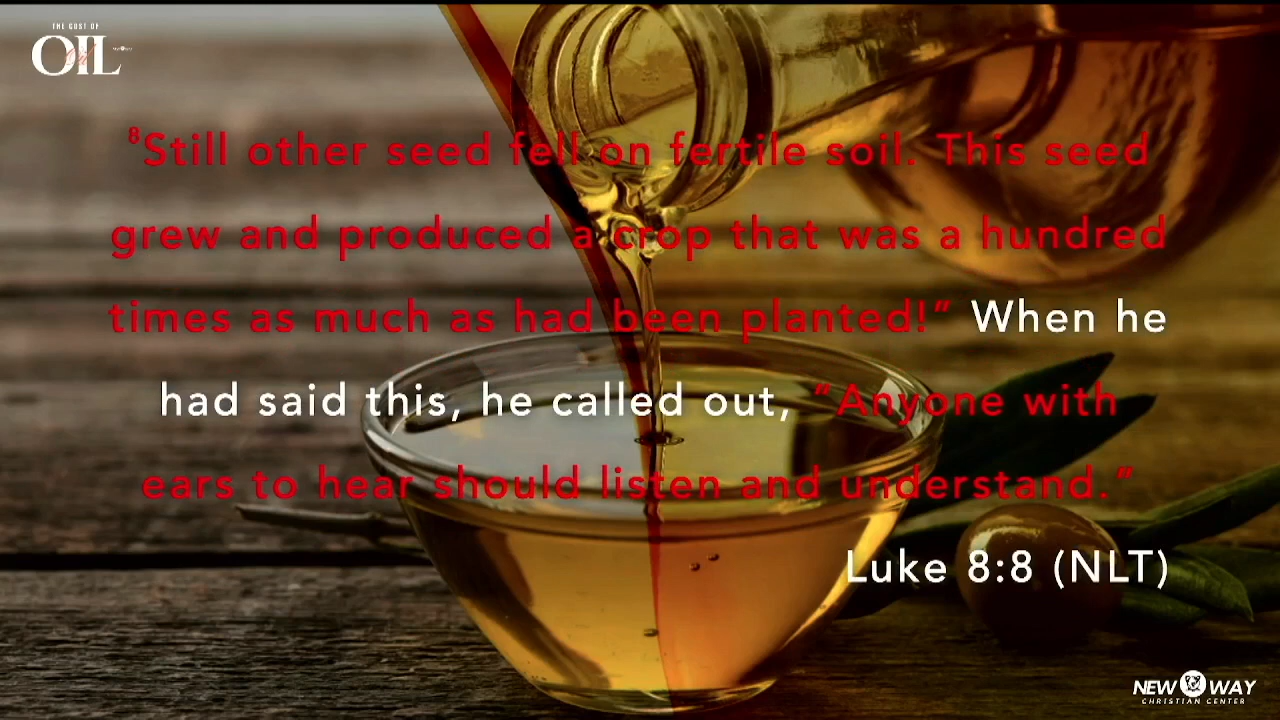 THE COST OF
OIL
⁸Still other seed fell on fertile soil. This seed
grew and produced a crop that was a hundred
times as much as had been planted!” When he
had said this, he called out, “Anyone with
ears to hear should listen and understand.”
Luke 8:8 (NLT)
NEW WAY
CHRISTIAN CENTER